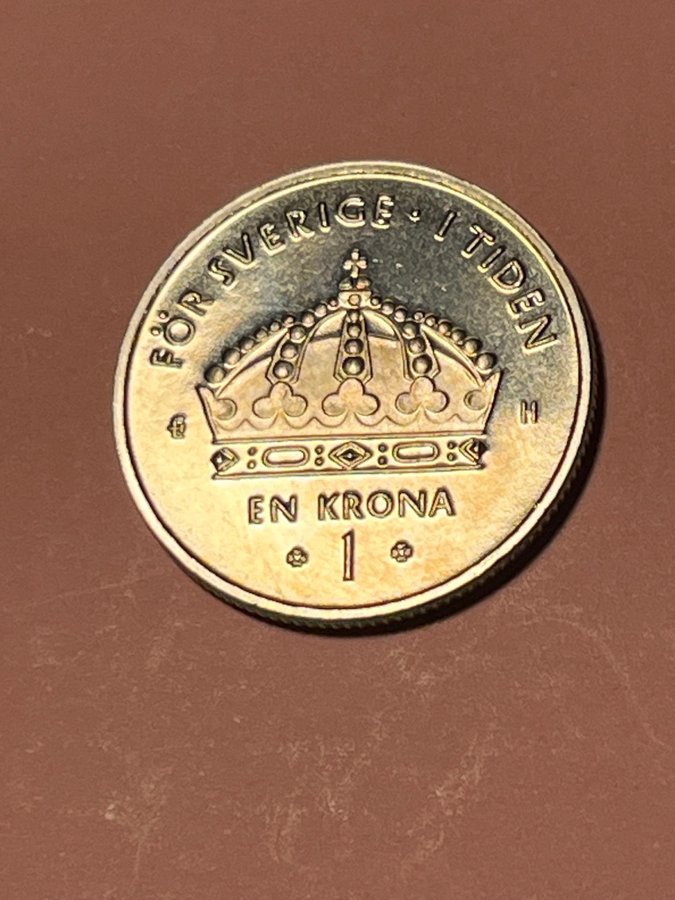 FÖR SVERIGE · I TIDEN
H
EN KRONA
1